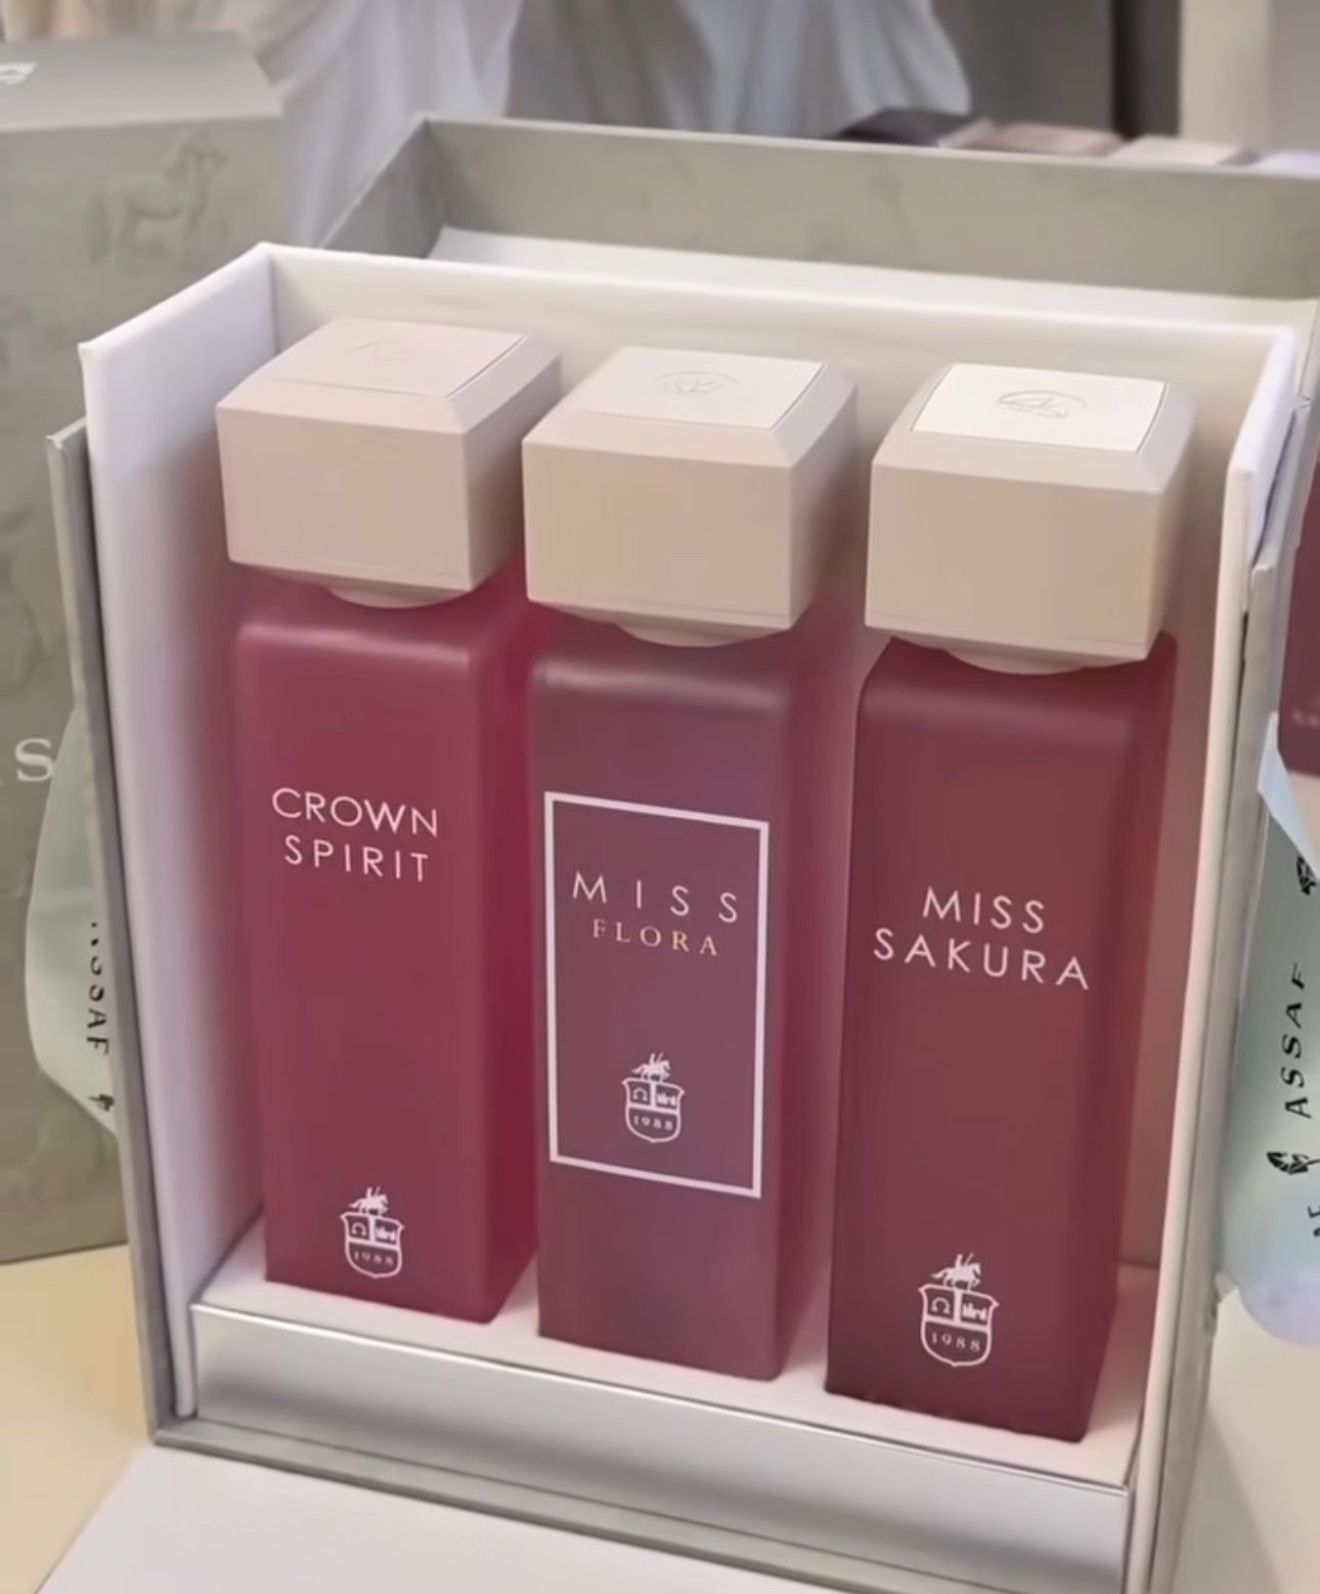 CROWN
SPIRIT
1988
MISS
FLORA
1988
MISS
SAKURA
1988
ASSAF
ASSAF
S